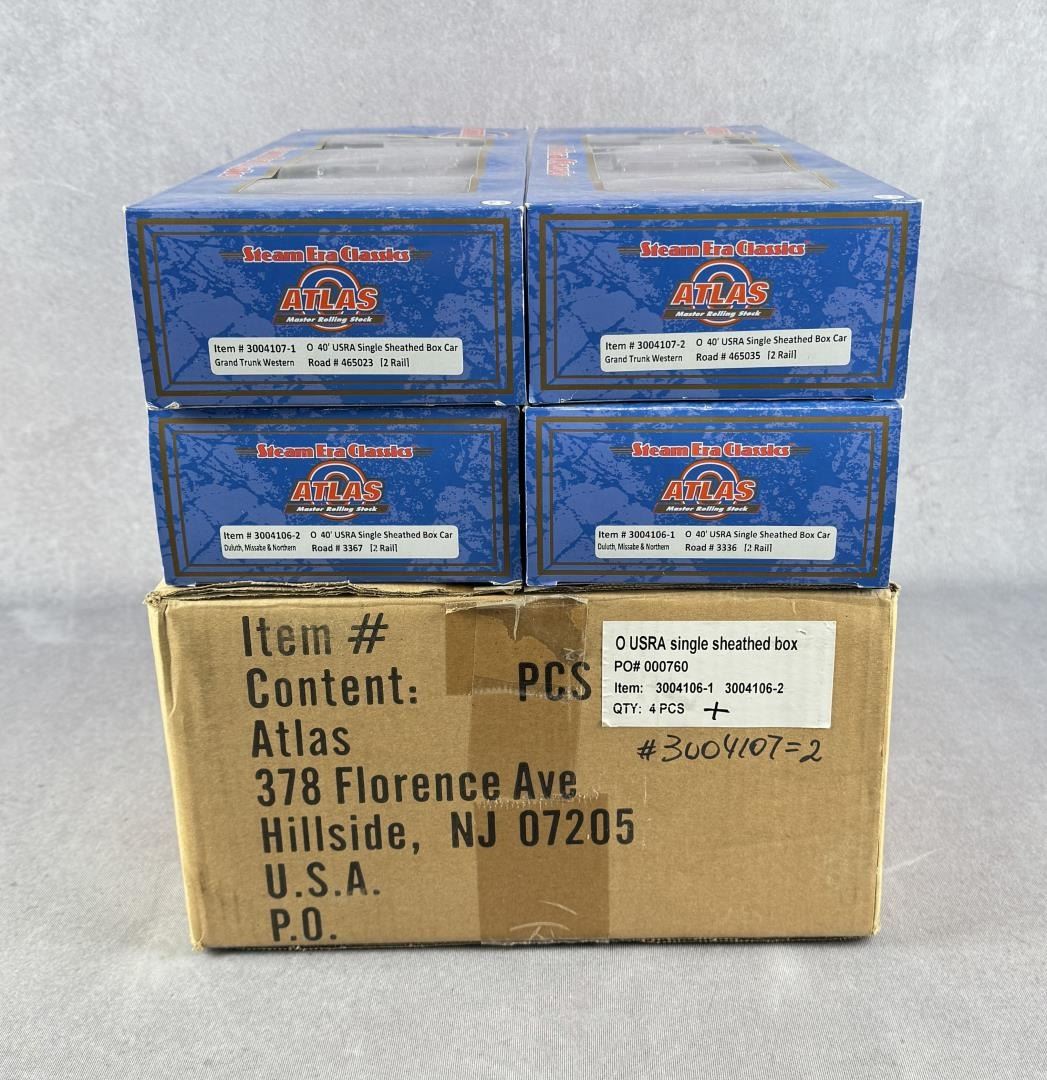 Steam Era Classics
ATLAS
Master Rolling Stock
Item # 3004107-1 O 40' USRA Single Sheathed Box Car
Grand Trunk Western Road # 465023 [2 Rail]
Steam Era Classics
ATLAS
Master Rolling Stock
Item # 3004107-2 O 40' USRA Single Sheathed Box Car
Grand Trunk Western Road # 465035 [2 Rail]
Steam Era Classics
ATLAS
Master Rolling Stock
Item # 3004106-2 O 40' USRA Single Sheathed Box Car
Duluth, Missabe & Northern Road # 3367 [2 Rail]
Steam Era Classics
ATLAS
Master Rolling Stock
Item # 3004106-1 O 40' USRA Single Sheathed Box Car
Duluth, Missabe & Northern Road # 3336 [2 Rail]
Item #
Content: PCS
Atlas
378 Florence Ave
Hillside, NJ 07205
U.S.A.
P.O.
O USRA single sheathed box
PO# 000760
Item: 3004106-1 3004106-2
QTY: 4 PCS +
#3004107=2